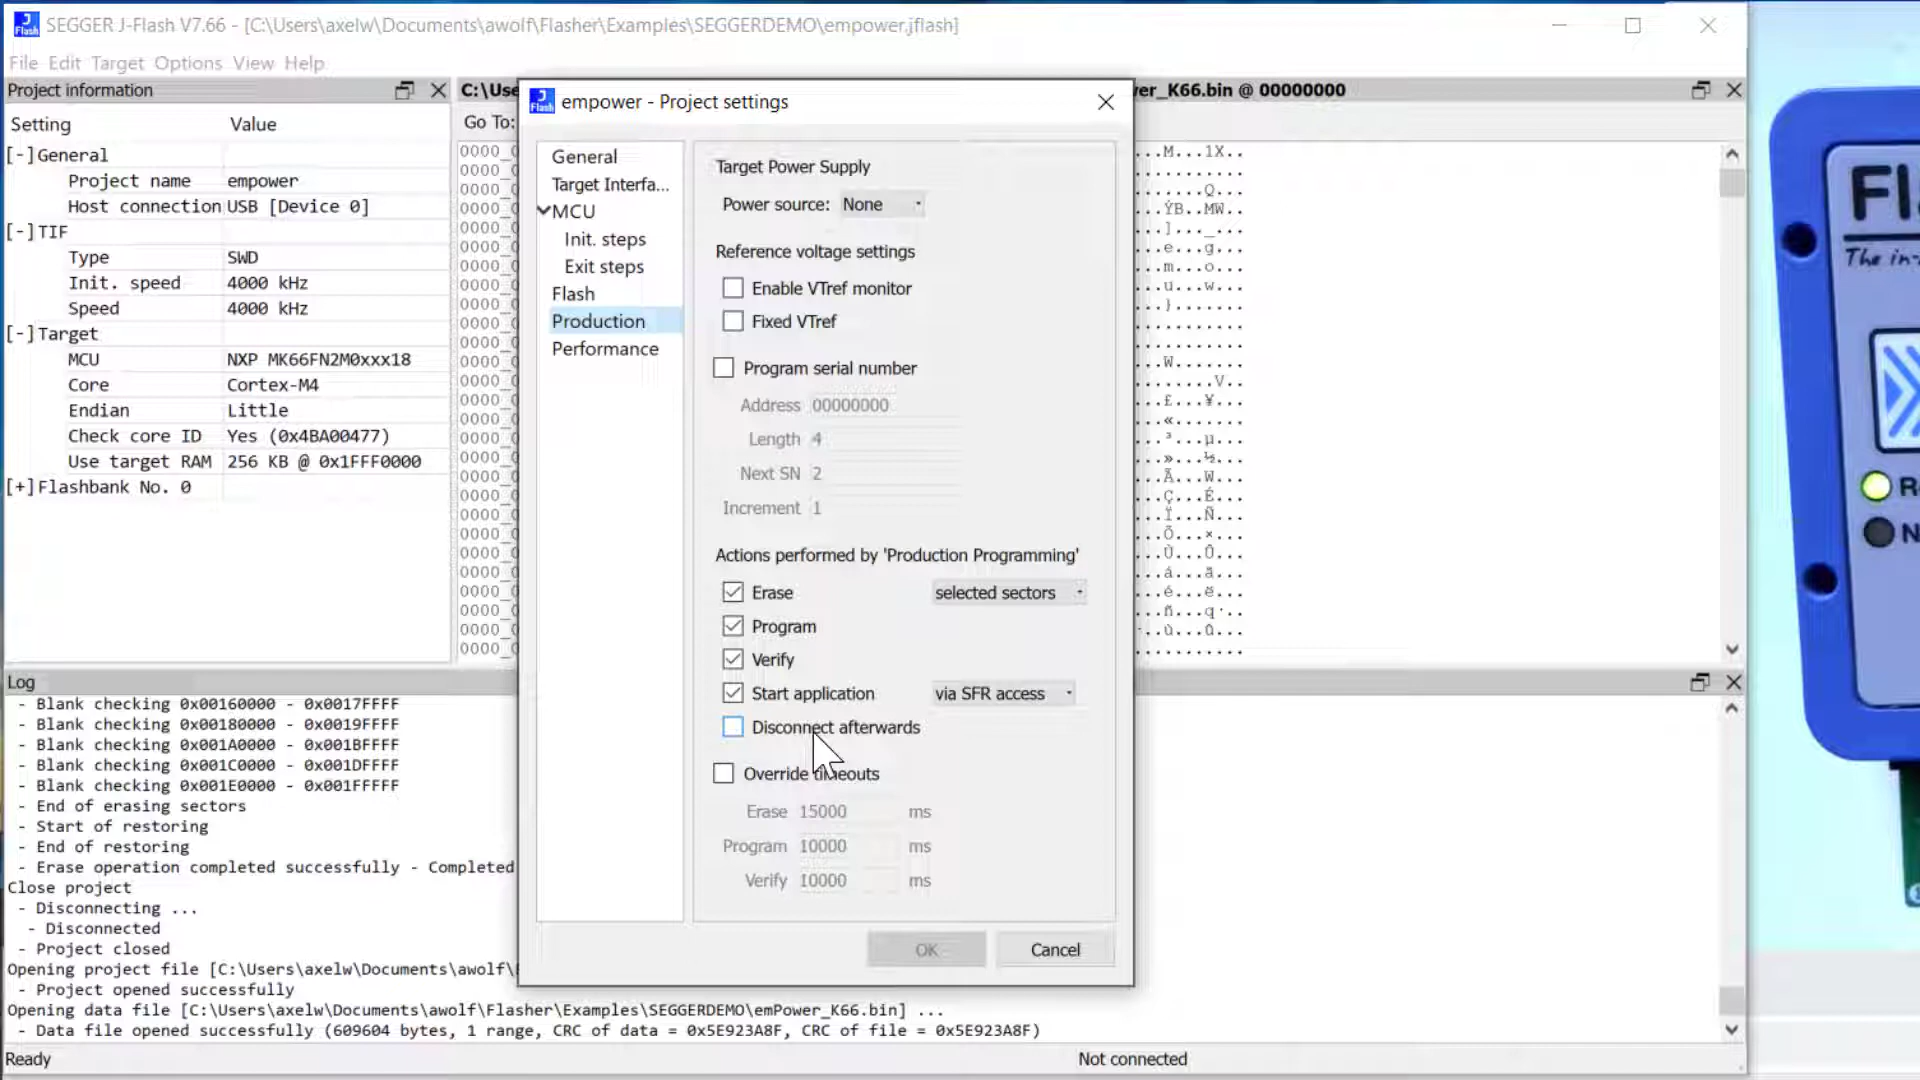 SEGGER J-Flash V7.66 - [C:\Users\axelw\Documents\awolf\Flasher\Examples\SEGGERDEMO\empower.jflash]
File Edit Target Options View Help
Project information
Setting Value
[-]General
Project name empower
Host connection USB [Device 0]
[-]TIF
Type SWD
Init. speed 4000 kHz
Speed 4000 kHz
[-]Target
MCU NXP MK66FN2M0xxx18
Core Cortex-M4
Endian Little
Check core ID Yes (0x4BA00477)
Use target RAM 256 KB @ 0x1FFF0000
[+]Flashbank No. 0
C:\Use
er_K66.bin @ 00000000
Go To:
empower - Project settings
General
Target Interfa...
MCU
Init. steps
Exit steps
Flash
Production
Performance
Target Power Supply
Power source: None
Reference voltage settings
Enable VTref monitor
Fixed VTref
Program serial number
Address 00000000
Length 4
Next SN 2
Increment 1
Actions performed by 'Production Programming'
Erase selected sectors
Program
Verify
Start application via SFR access
Disconnect afterwards
Override timeouts
Erase 15000 ms
Program 10000 ms
Verify 10000 ms
OK Cancel
Log
- Blank checking 0x00160000 - 0x0017FFFF
- Blank checking 0x00180000 - 0x0019FFFF
- Blank checking 0x001A0000 - 0x001BFFFF
- Blank checking 0x001C0000 - 0x001DFFFF
- Blank checking 0x001E0000 - 0x001FFFFF
- End of erasing sectors
- Start of restoring
- End of restoring
- Erase operation completed successfully - Completed
Close project
- Disconnecting ...
- Disconnected
- Project closed
Opening project file [C:\Users\axelw\Documents\awolf\
- Project opened successfully
Opening data file [C:\Users\axelw\Documents\awolf\Flasher\Examples\SEGGERDEMO\emPower_K66.bin] ...
- Data file opened successfully (609604 bytes, 1 range, CRC of data = 0x5E923A8F, CRC of file = 0x5E923A8F)
Ready
Not connected
The in-